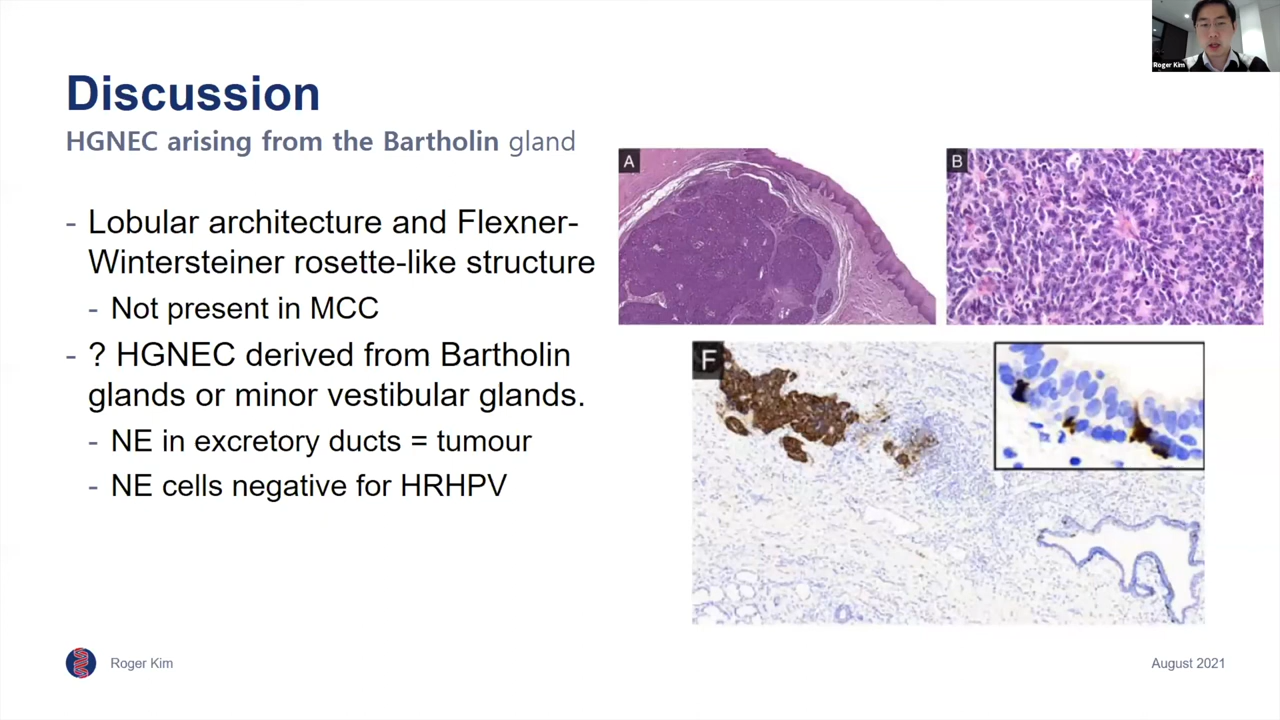 Roger Kim
Discussion
HGNEC arising from the Bartholin gland
- Lobular architecture and Flexner-
Wintersteiner rosette-like structure
- Not present in MCC
- ? HGNEC derived from Bartholin
glands or minor vestibular glands.
- NE in excretory ducts = tumour
- NE cells negative for HRHPV
A
B
F
Roger Kim
August 2021